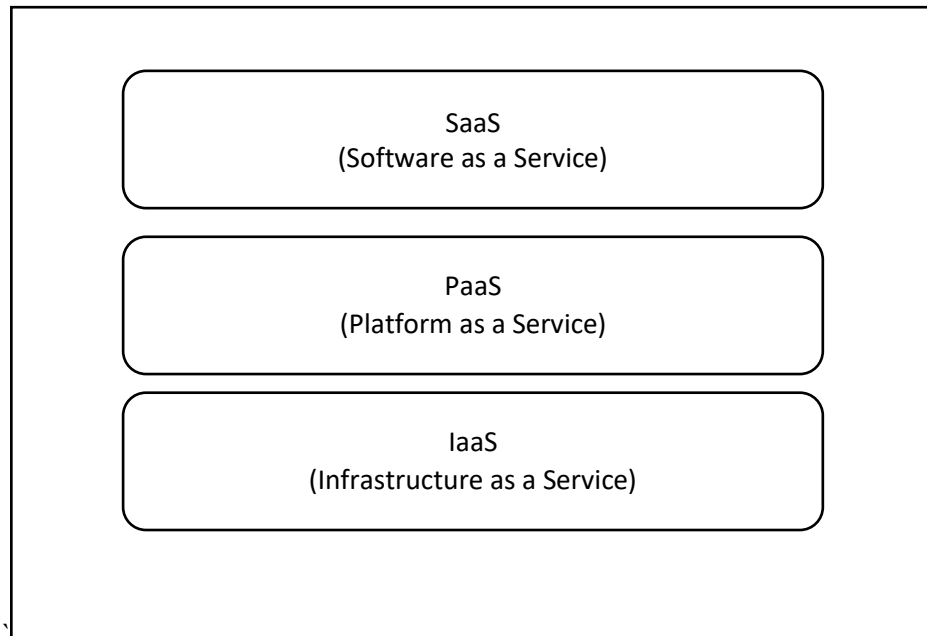 SaaS
(Software as a Service)
PaaS
(Platform as a Service)
IaaS
(Infrastructure as a Service)
`